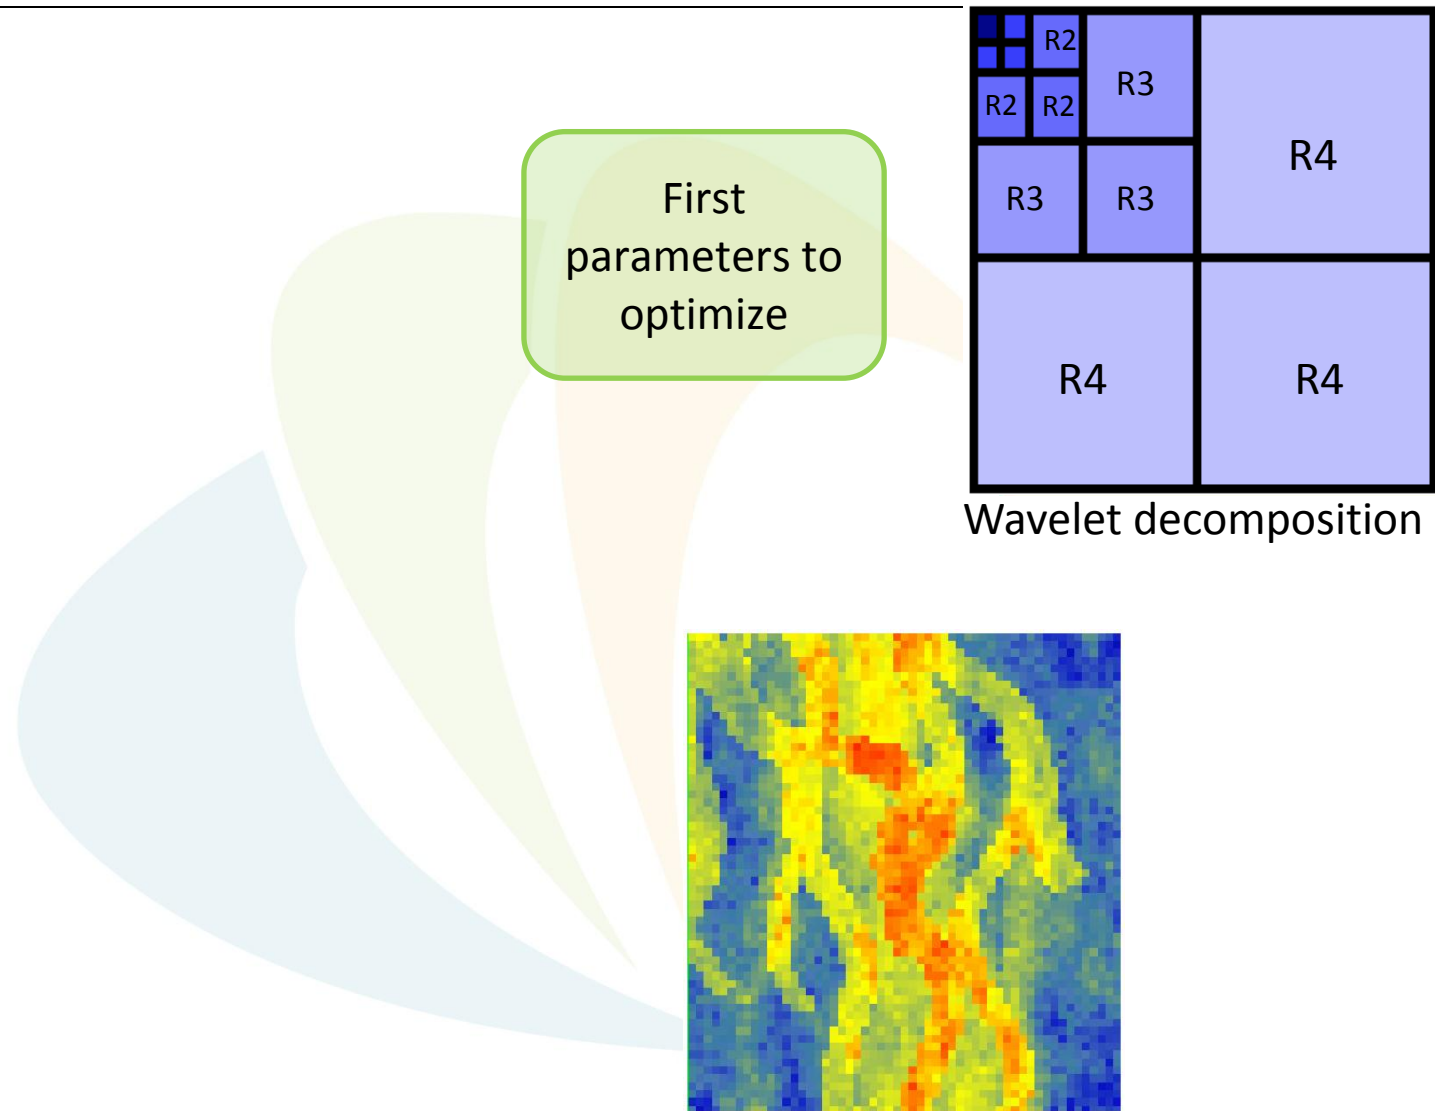 R2
R3
R2
R2
R4
R3
R3
First
parameters to
optimize
R4
R4
Wavelet decomposition